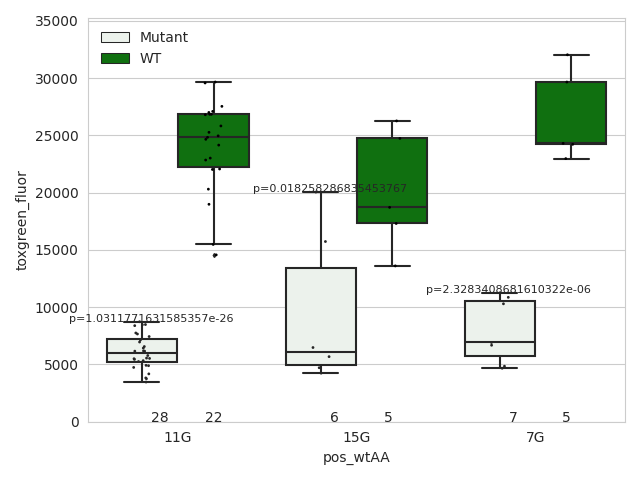 35000
30000
25000
20000
15000
10000
5000
0
toxgreen_fluor
Mutant
WT
p=1.0311771631585357e-26
p=0.018258286835453767
p=2.3283408681610322e-06
28 22 6 5 7 5
11G 15G 7G
pos_wtAA